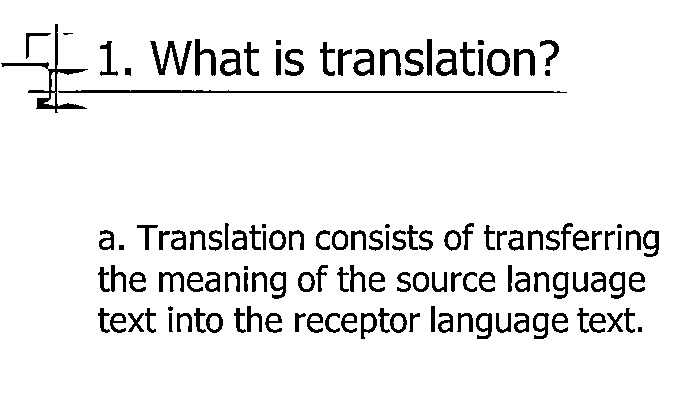 1. What is translation?
a. Translation consists of transferring
the meaning of the source language
text into the receptor language text.